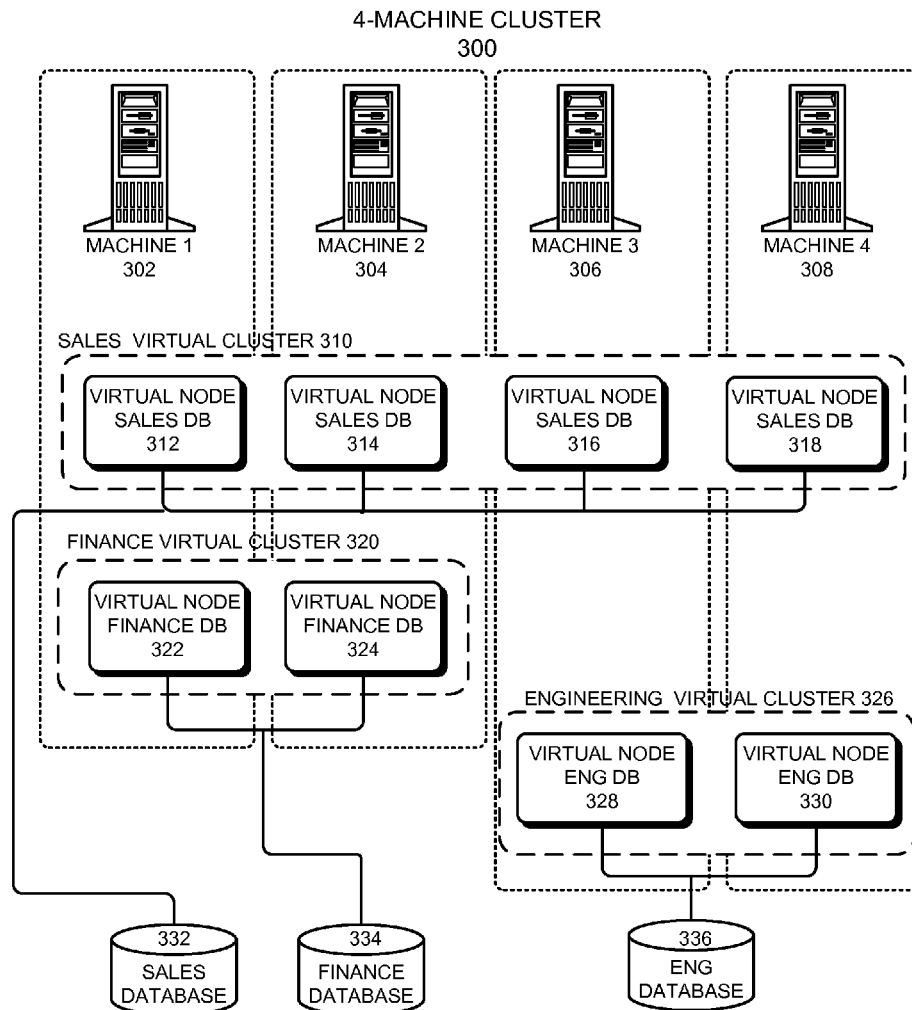 4-MACHINE CLUSTER
300
MACHINE 1
302
MACHINE 2
304
MACHINE 3
306
MACHINE 4
308
SALES VIRTUAL CLUSTER 310
VIRTUAL NODE
SALES DB
312
VIRTUAL NODE
SALES DB
314
VIRTUAL NODE
SALES DB
316
VIRTUAL NODE
SALES DB
318
FINANCE VIRTUAL CLUSTER 320
VIRTUAL NODE
FINANCE DB
322
VIRTUAL NODE
FINANCE DB
324
ENGINEERING VIRTUAL CLUSTER 326
VIRTUAL NODE
ENG DB
328
VIRTUAL NODE
ENG DB
330
332
SALES
DATABASE
334
FINANCE
DATABASE
336
ENG
DATABASE